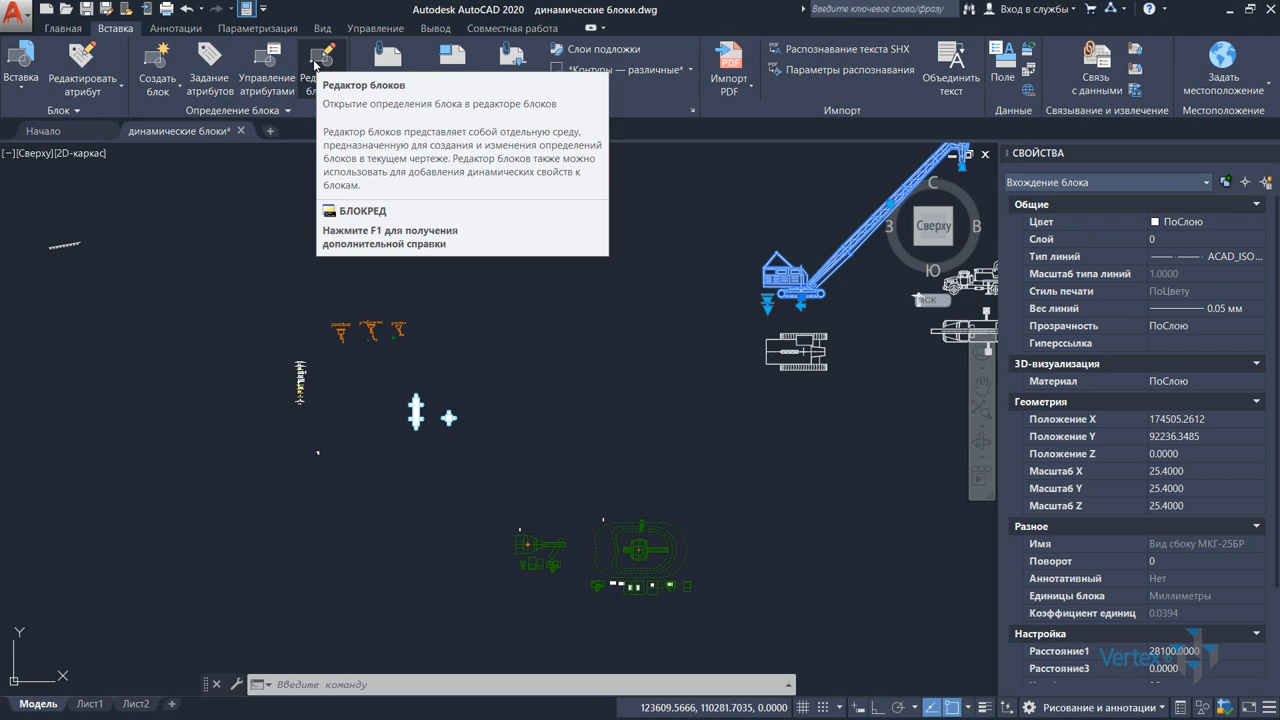 Autodesk AutoCAD 2020 динамические блоки.dwg
Введите ключевое слово/фразу
Вход в службы
Главная Вставка Аннотации Параметризация Вид Управление Вывод Совместная работа
Вставка
Редактировать
атрибут
Создать
блок
Задание
атрибутов
Управление
атрибутами
Слои подложки
*Контуры — различные*
Импорт
PDF
Распознавание текста SHX
Параметры распознавания
Объединить
текст
Поле
Связь
с данными
Задать
местоположение
Блок
Определение блока
Импорт
Данные
Связывание и извлечение
Местоположение
Начало
динамические блоки*
[−][Сверху][2D-каркас]
Редактор блоков
Открытие определения блока в редакторе блоков
Редактор блоков представляет собой отдельную среду,
предназначенную для создания и изменения определений
блоков в текущем чертеже. Редактор блоков также можно
использовать для добавления динамических свойств к
блокам.
БЛОКРЕД
Нажмите F1 для получения
дополнительной справки
С
З
Сверху
В
Ю
СВОЙСТВА
Вхождение блока
Общие
Цвет ПоСлою
Слой 0
Тип линий ACAD_ISO...
Масштаб типа линий 1.0000
Стиль печати ПоЦвету
Вес линий 0.05 мм
Прозрачность ПоСлою
Гиперссылка
3D-визуализация
Материал ПоСлою
Геометрия
Положение X 174505.2612
Положение Y 92236.3485
Положение Z 0.0000
Масштаб X 25.4000
Масштаб Y 25.4000
Масштаб Z 25.4000
Разное
Имя Вид сбоку МКГ-25БР
Поворот 0
Аннотативный Нет
Единицы блока Миллиметры
Коэффициент единиц 0.0394
Настройка
Расстояние1 28100.0000
Расстояние3 0.0000
Vertex
Y
X
Введите команду
Модель Лист1 Лист2
123609.5666, 110281.7035, 0.0000
Рисование и аннотации